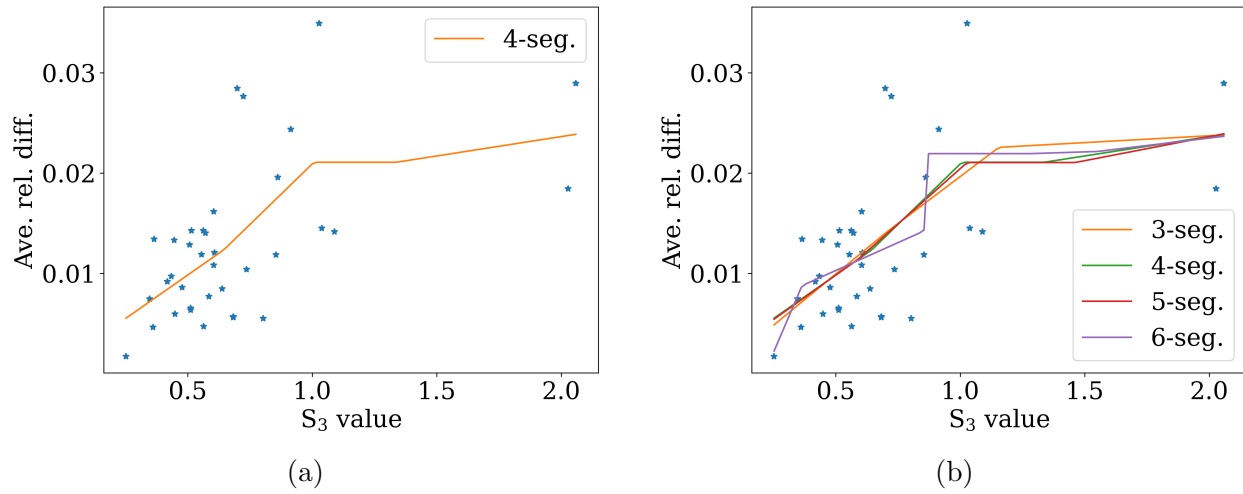 4-seg.
0.03
0.02
0.01
Ave. rel. diff.
0.5 1.0 1.5 2.0
S₃ value
(a)
0.03
0.02
0.01
Ave. rel. diff.
3-seg.
4-seg.
5-seg.
6-seg.
0.5 1.0 1.5 2.0
S₃ value
(b)